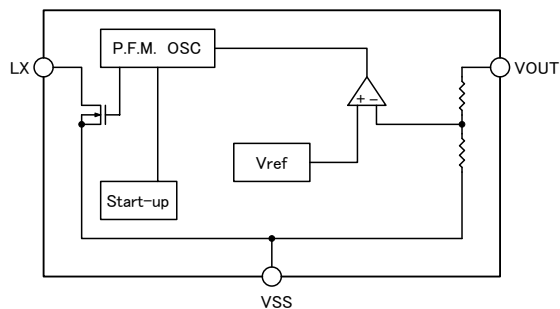 P.F.M. OSC
LX
VOUT
+ −
Vref
Start-up
VSS